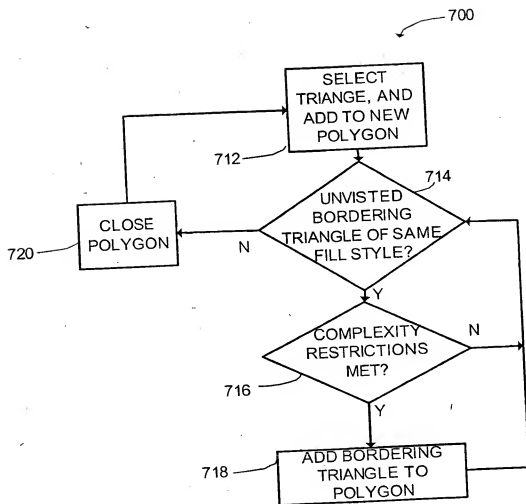 700
SELECT
TRIANGE, AND
ADD TO NEW
POLYGON
712
714
UNVISTED
BORDERING
TRIANGLE OF SAME
FILL STYLE?
CLOSE
POLYGON
720
N
Y
COMPLEXITY
RESTRICTIONS
MET?
N
716
Y
718
ADD BORDERING
TRIANGLE TO
POLYGON